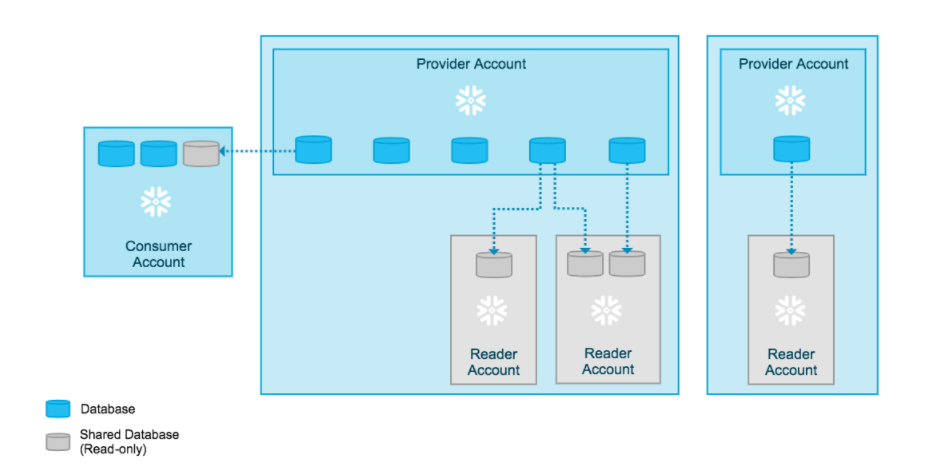 Provider Account
Provider Account
Consumer
Account
Reader
Account
Reader
Account
Reader
Account
Database
Shared Database
(Read-only)